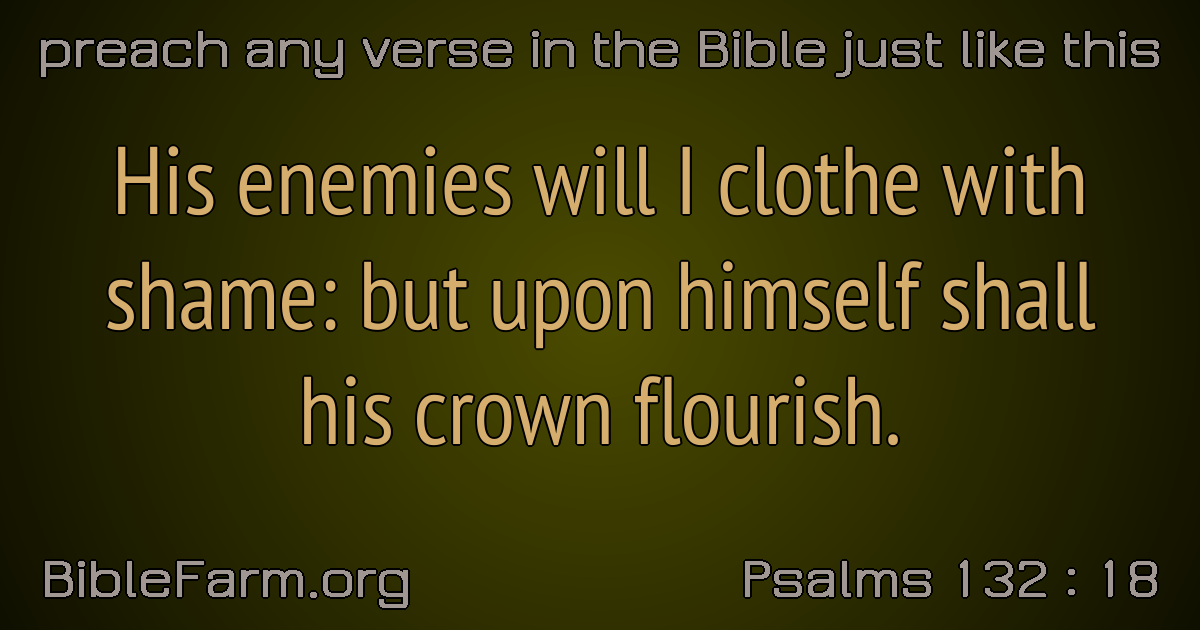 preach any verse in the Bible just like this
His enemies will I clothe with
shame: but upon himself shall
his crown flourish.
BibleFarm.org
Psalms 132 : 18